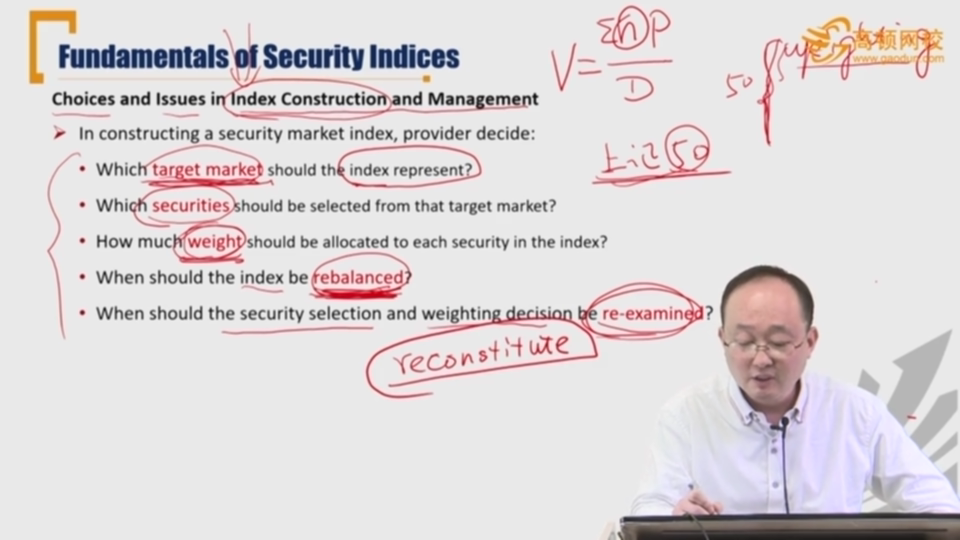 Fundamentals of Security Indices
V = Σnp / D
高顿网校
www.gaodun.com
50
Choices and Issues in Index Construction and Management
上证50
➤ In constructing a security market index, provider decide:
• Which target market should the index represent?
• Which securities should be selected from that target market?
• How much weight should be allocated to each security in the index?
• When should the index be rebalanced?
• When should the security selection and weighting decision be re-examined?
reconstitute